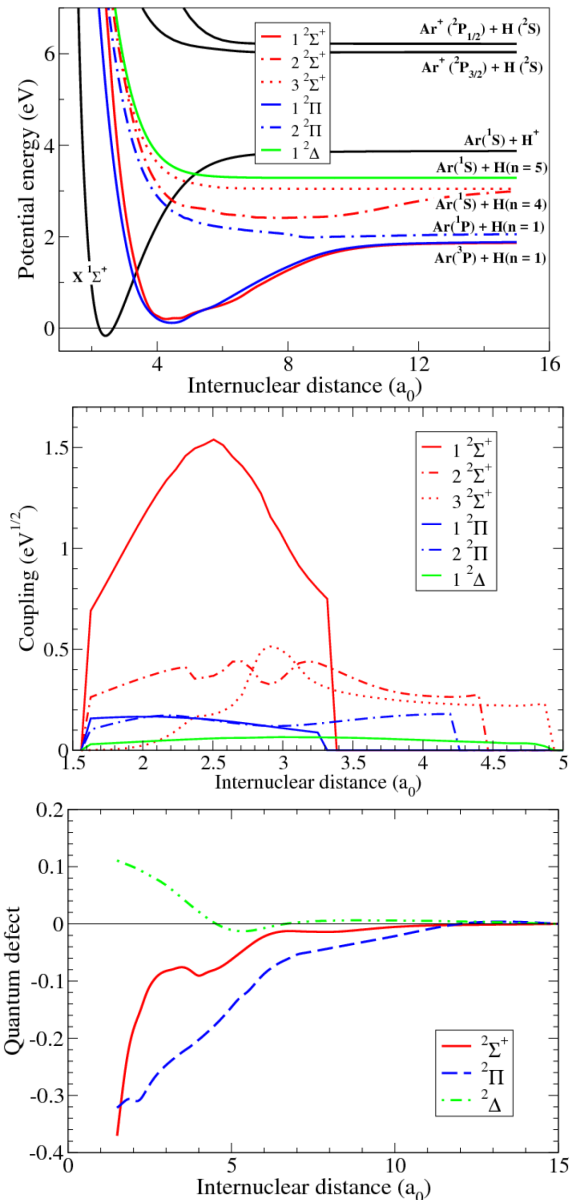 6
4
2
0
4
8
12
16
Potential energy (eV)
Internuclear distance (a₀)
1 ²Σ⁺
2 ²Σ⁺
3 ²Σ⁺
1 ²Π
2 ²Π
1 ²Δ
Ar⁺ (²P₁/₂) + H (²S)
Ar⁺ (²P₃/₂) + H (²S)
Ar(¹S) + H⁺
Ar(¹S) + H(n = 5)
Ar(¹S) + H(n = 4)
Ar(¹P) + H(n = 1)
Ar(³P) + H(n = 1)
X ¹Σ⁺
1.5
1
0.5
0
1.5 2 2.5 3 3.5 4 4.5 5
Coupling (eV¹/²)
Internuclear distance (a₀)
1 ²Σ⁺
2 ²Σ⁺
3 ²Σ⁺
1 ²Π
2 ²Π
1 ²Δ
0.2
0.1
0
-0.1
-0.2
-0.3
-0.4
0 5 10 15
Quantum defect
Internuclear distance (a₀)
²Σ⁺
²Π
²Δ